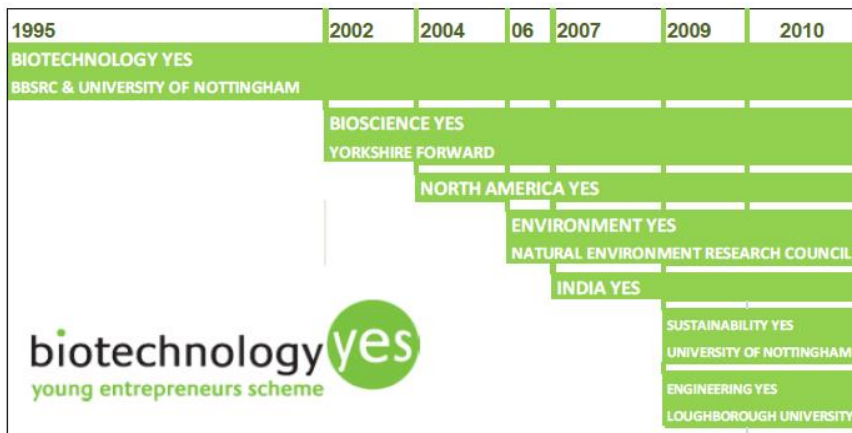 1995 2002 2004 06 2007 2009 2010
BIOTECHNOLOGY YES
BBSRC & UNIVERSITY OF NOTTINGHAM
BIOSCIENCE YES
YORKSHIRE FORWARD
NORTH AMERICA YES
ENVIRONMENT YES
NATURAL ENVIRONMENT RESEARCH COUNCIL
INDIA YES
SUSTAINABILITY YES
UNIVERSITY OF NOTTINGHAM
ENGINEERING YES
LOUGHBOROUGH UNIVERSITY
biotechnology yes
young entrepreneurs scheme